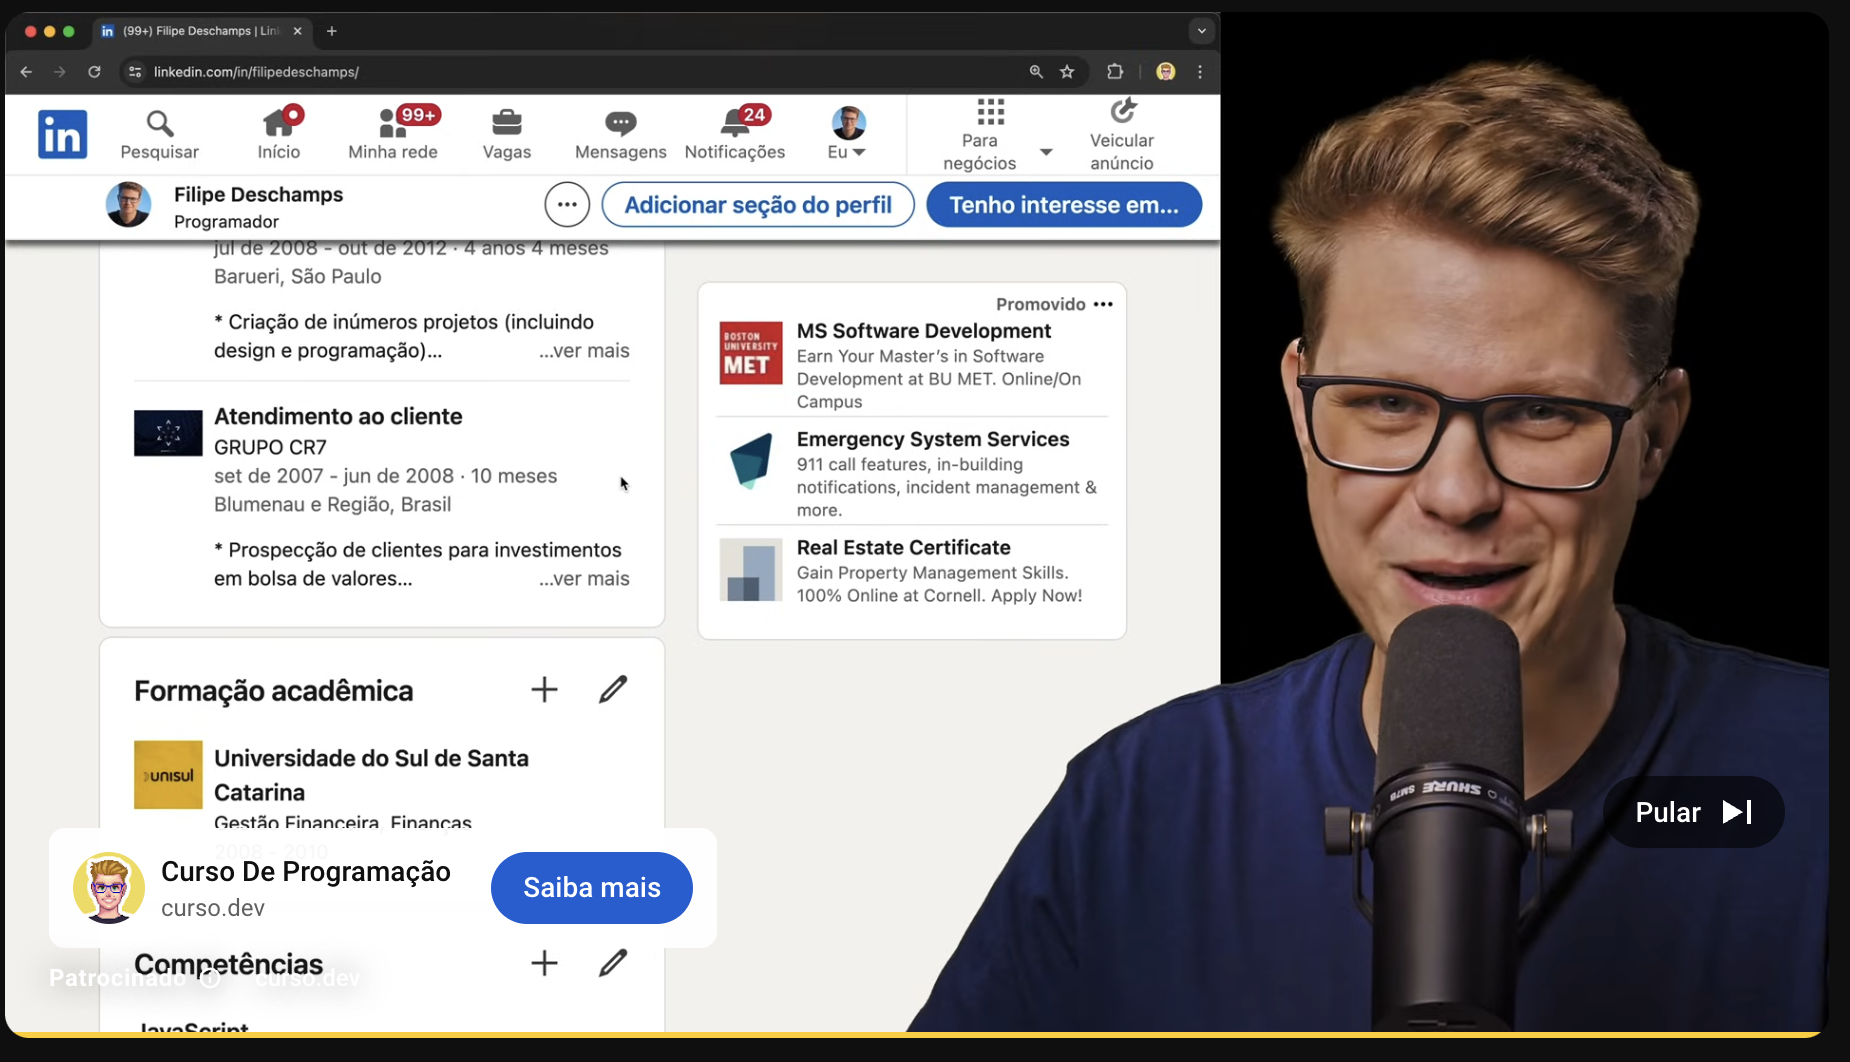 (99+) Filipe Deschamps | Lin
linkedin.com/in/filipedeschamps/
in
Pesquisar
Início
99+
Minha rede
Vagas
Mensagens
24
Notificações
Eu
Para negócios
Veicular anúncio
Filipe Deschamps
Programador
Adicionar seção do perfil
Tenho interesse em...
jul de 2008 - out de 2012 · 4 anos 4 meses
Barueri, São Paulo
* Criação de inúmeros projetos (incluindo
design e programação)... ...ver mais
Atendimento ao cliente
GRUPO CR7
set de 2007 - jun de 2008 · 10 meses
Blumenau e Região, Brasil
* Prospecção de clientes para investimentos
em bolsa de valores... ...ver mais
Promovido
BOSTON
UNIVERSITY
MET
MS Software Development
Earn Your Master's in Software
Development at BU MET. Online/On
Campus
Emergency System Services
911 call features, in-building
notifications, incident management &
more.
Real Estate Certificate
Gain Property Management Skills.
100% Online at Cornell. Apply Now!
Formação acadêmica
unisul
Universidade do Sul de Santa
Catarina
Gestão Financeira, Finanças
2008 - 2010
Curso De Programação
curso.dev
Saiba mais
Competências
Patrocinado
curso.dev
JavaScript
SHURE SM7B
Pular